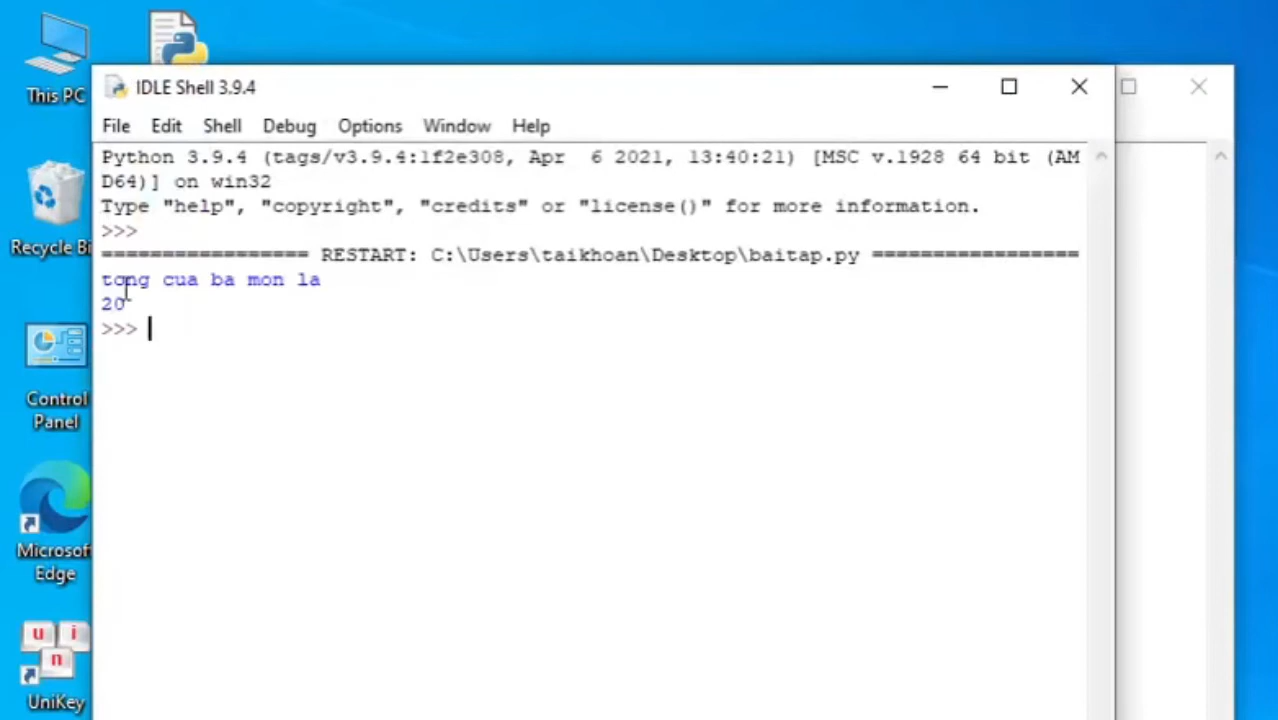 This PC
IDLE Shell 3.9.4
File Edit Shell Debug Options Window Help
Python 3.9.4 (tags/v3.9.4:1f2e308, Apr  6 2021, 13:40:21) [MSC v.1928 64 bit (AM
D64)] on win32
Type "help", "copyright", "credits" or "license()" for more information.
>>>
================= RESTART: C:\Users\taikhoan\Desktop\baitap.py =================
tong cua ba mon la
20
>>>
Recycle Bi
Control
Panel
Microsof
Edge
u i
n
UniKey